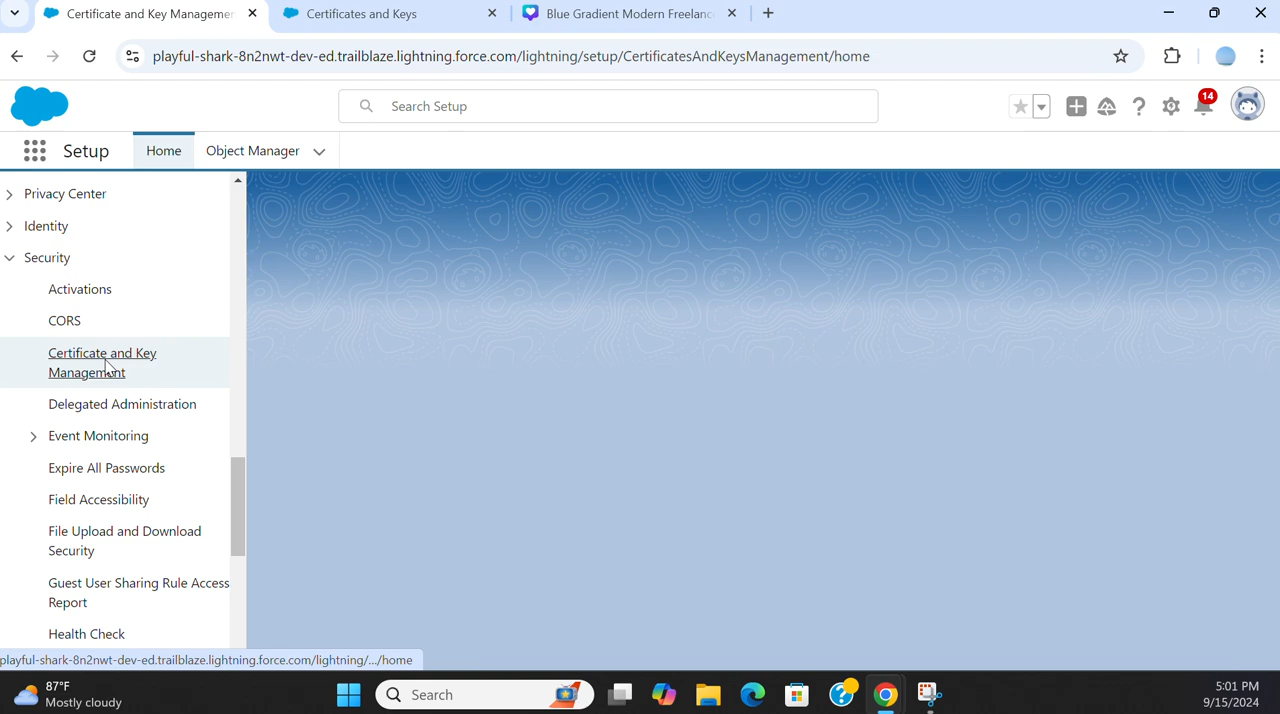 Certificate and Key Managemen
Certificates and Keys
Blue Gradient Modern Freelanc
playful-shark-8n2nwt-dev-ed.trailblaze.lightning.force.com/lightning/setup/CertificatesAndKeysManagement/home
Search Setup
14
Setup
Home
Object Manager
Privacy Center
Identity
Security
Activations
CORS
Certificate and Key
Management
Delegated Administration
Event Monitoring
Expire All Passwords
Field Accessibility
File Upload and Download
Security
Guest User Sharing Rule Access
Report
Health Check
playful-shark-8n2nwt-dev-ed.trailblaze.lightning.force.com/lightning/.../home
87°F
Mostly cloudy
Search
5:01 PM
9/15/2024